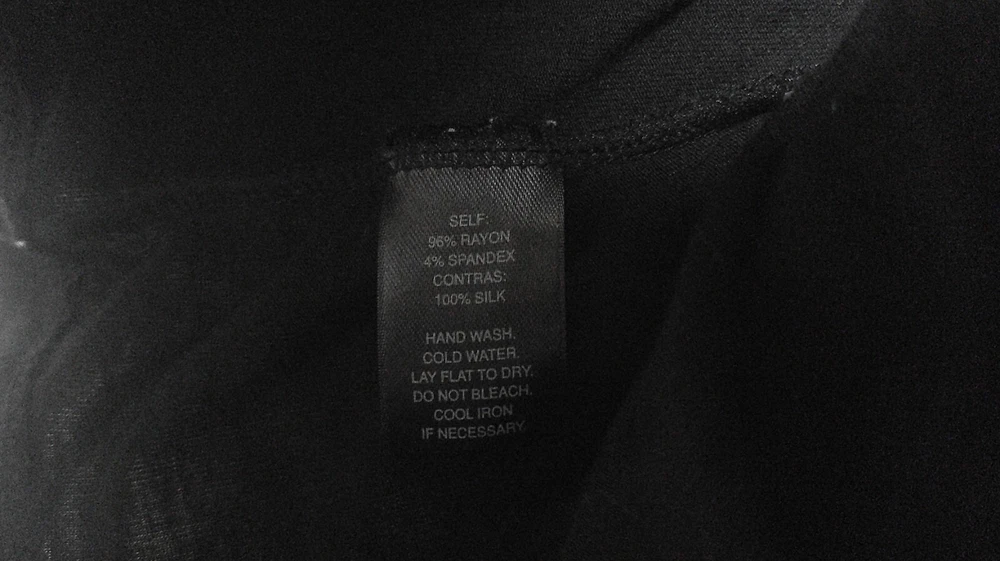 SELF:
96% RAYON
4% SPANDEX
CONTRAS:
100% SILK
HAND WASH.
COLD WATER.
LAY FLAT TO DRY.
DO NOT BLEACH.
COOL IRON
IF NECESSARY.